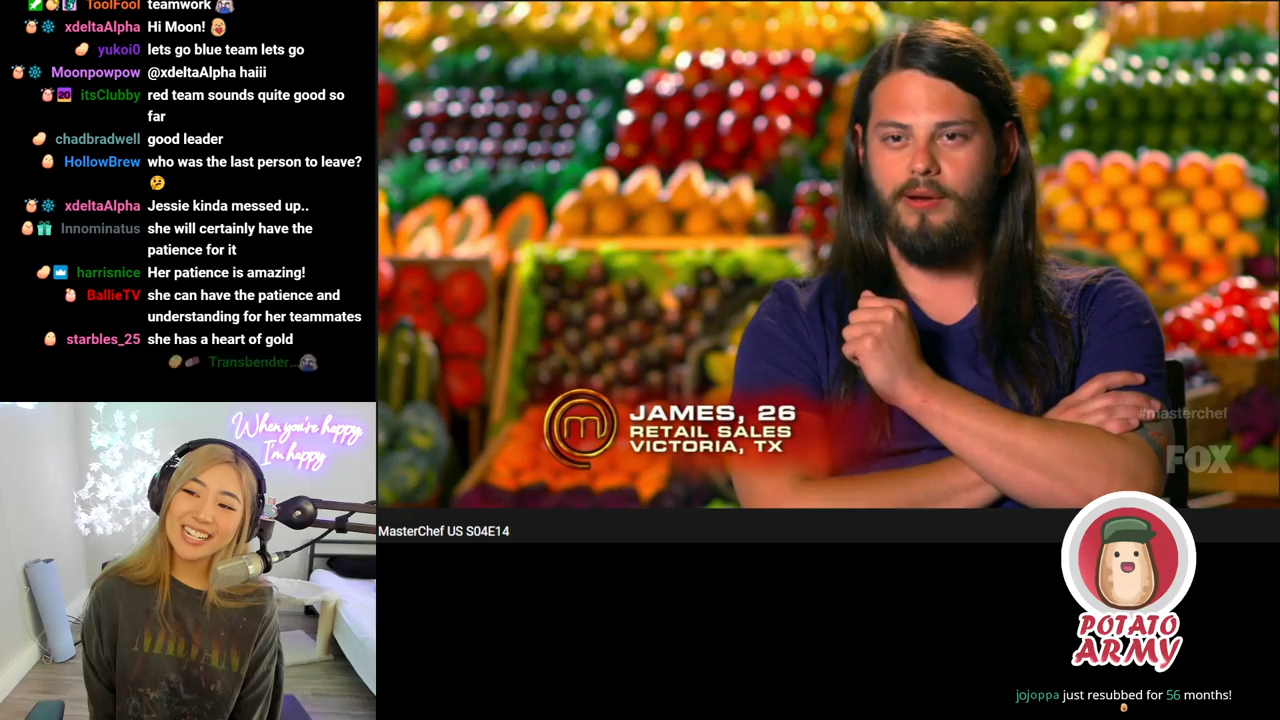 ToolFool teamwork
xdeltaAlpha Hi Moon!
yukoi0 lets go blue team lets go
Moonpowpow @xdeltaAlpha haiii
20 itsClubby red team sounds quite good so
far
chadbradwell good leader
HollowBrew who was the last person to leave?
xdeltaAlpha Jessie kinda messed up..
Innominatus she will certainly have the
patience for it
harrisnice Her patience is amazing!
BallieTV she can have the patience and
understanding for her teammates
starbles_25 she has a heart of gold
Transbender...
When you're happy
I'm happy
NIRVANA
m
JAMES, 26
RETAIL SALES
VICTORIA, TX
#masterchef
FOX
MasterChef US S04E14
POTATO
ARMY
jojoppa just resubbed for 56 months!